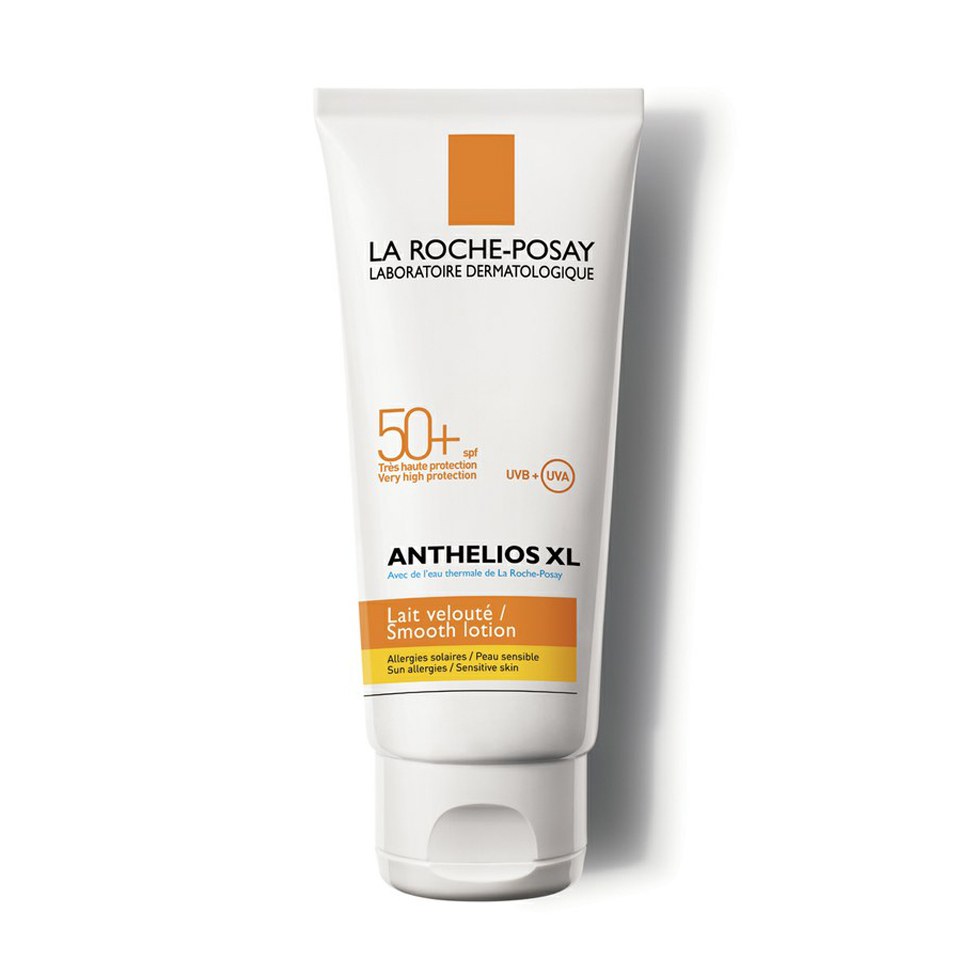 LA ROCHE-POSAY
LABORATOIRE DERMATOLOGIQUE
50+ spf
Très haute protection
Very high protection
UVB + UVA
ANTHELIOS XL
Avec de l'eau thermale de La Roche-Posay
Lait velouté /
Smooth lotion
Allergies solaires / Peau sensible
Sun allergies / Sensitive skin